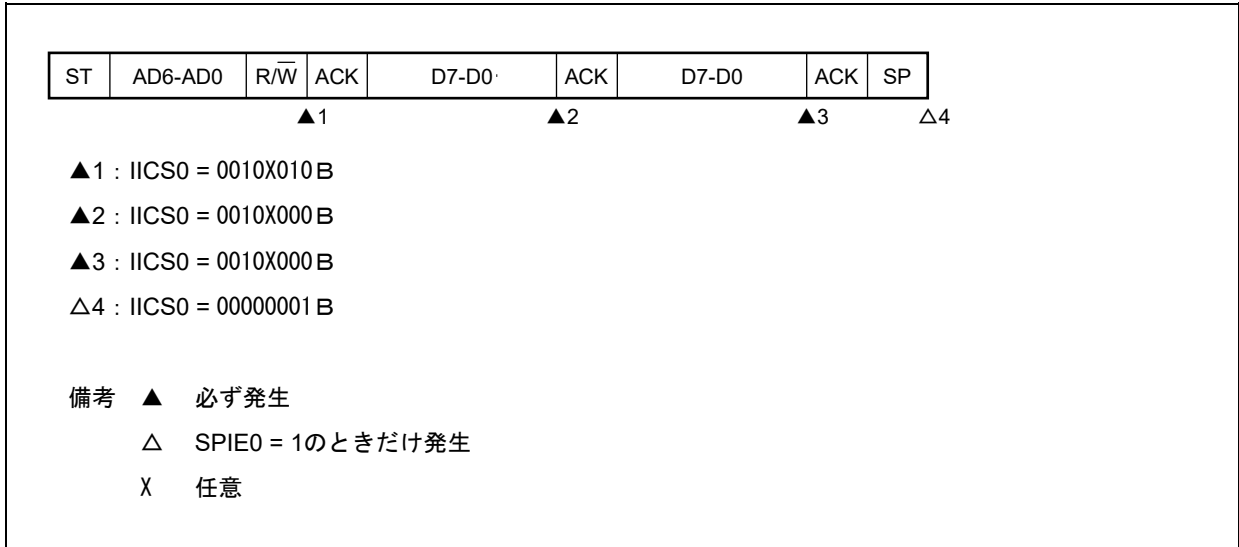 ST AD6-AD0 R/W̅ ACK D7-D0 ACK D7-D0 ACK SP
▲1 ▲2 ▲3 △4
▲1：IICS0 = 0010X010B
▲2：IICS0 = 0010X000B
▲3：IICS0 = 0010X000B
△4：IICS0 = 00000001B
備考 ▲ 必ず発生
△ SPIE0 = 1のときだけ発生
X 任意